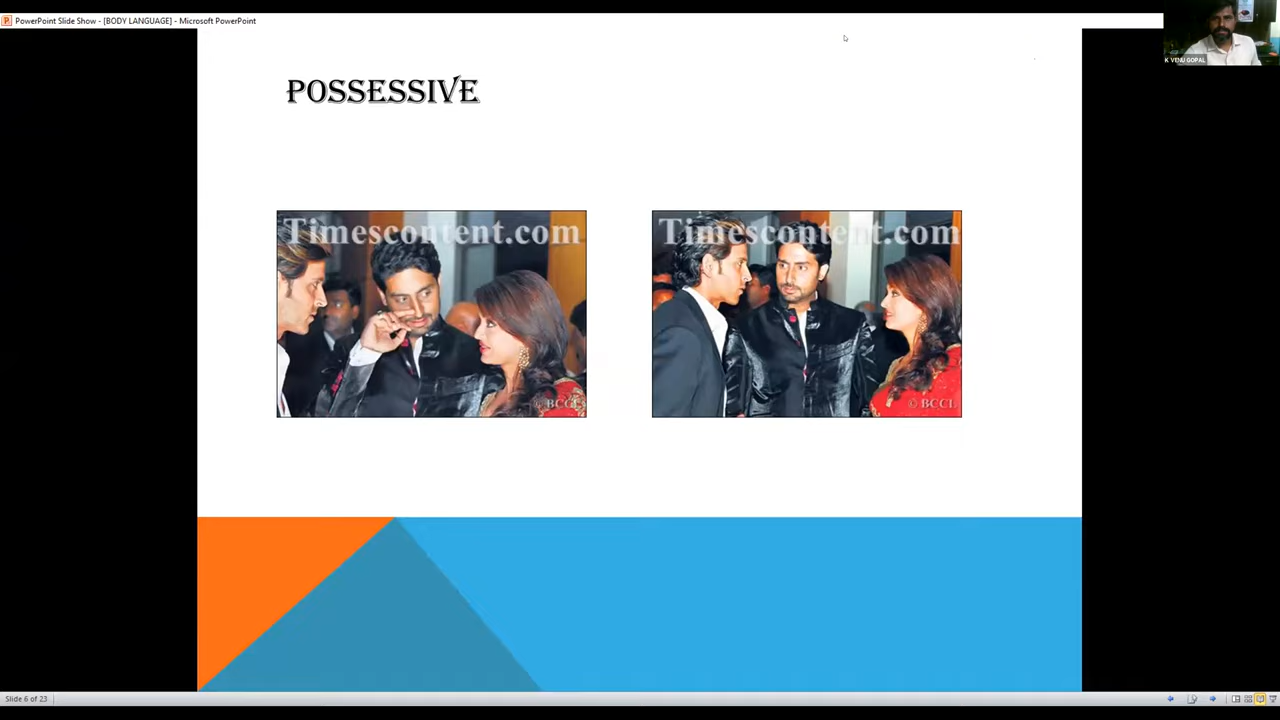 PowerPoint Slide Show - [BODY LANGUAGE] - Microsoft PowerPoint
K VENU GOPAL
POSSESSIVE
Timescontent.com
Timescontent.com
© BCCL
© BCCL
Slide 6 of 23